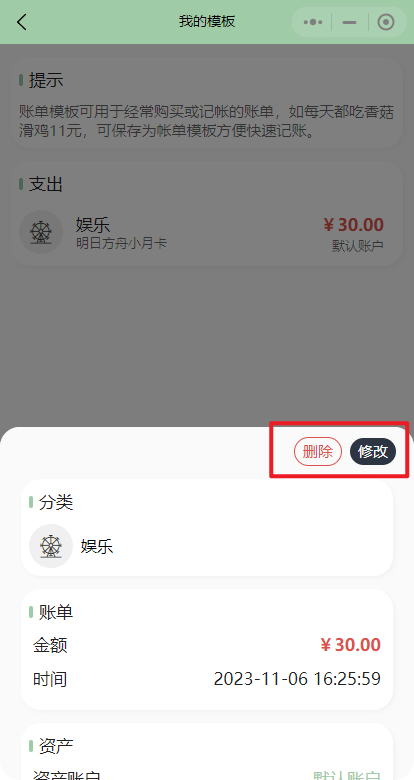 我的模板
提示
账单模板可用于经常购买或记帐的账单，如每天都吃香菇
滑鸡11元，可保存为帐单模板方便快速记账。
支出
娱乐
¥ 30.00
明日方舟小月卡
默认账户
删除 修改
分类
娱乐
账单
金额 ¥ 30.00
时间 2023-11-06 16:25:59
资产
资产账户 默认账户